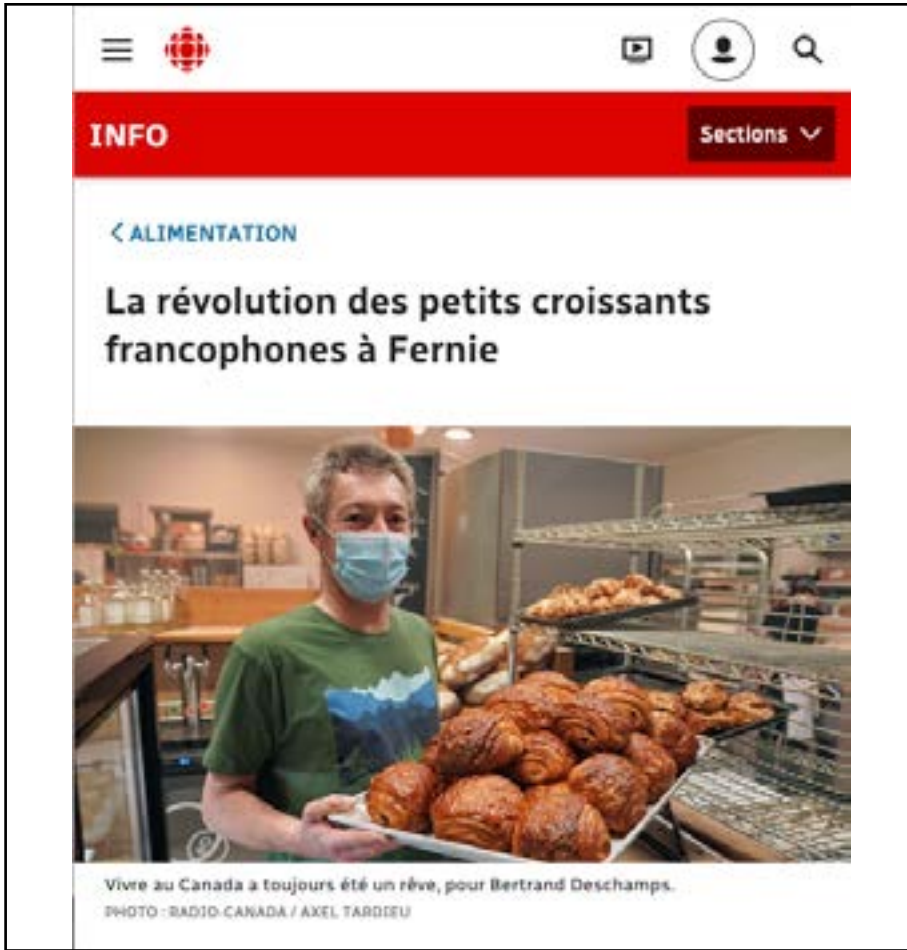 INFO
Sections
ALIMENTATION
La révolution des petits croissants
francophones à Fernie
Vivre au Canada a toujours été un rêve, pour Bertrand Deschamps.
PHOTO : RADIO-CANADA / AXEL TARDIEU